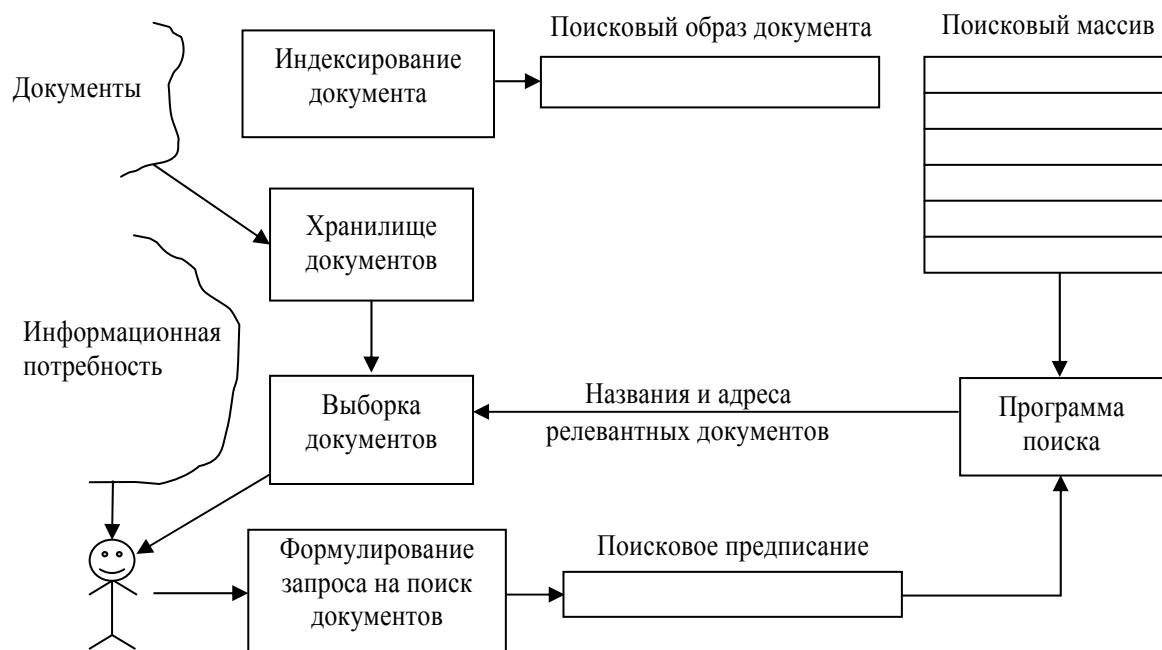 Поисковый образ документа
Поисковый массив
Индексирование
документа
Документы
Хранилище
документов
Информационная
потребность
Выборка
документов
Названия и адреса
релевантных документов
Программа
поиска
Формулирование
запроса на поиск
документов
Поисковое предписание